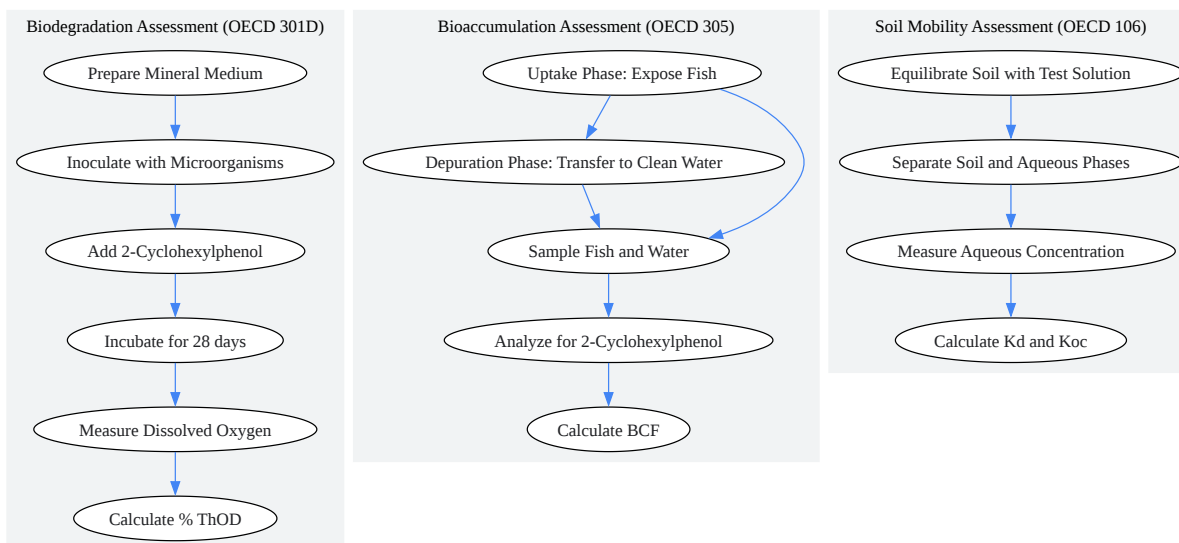 Biodegradation Assessment (OECD 301D)
Prepare Mineral Medium
Inoculate with Microorganisms
Add 2-Cyclohexylphenol
Incubate for 28 days
Measure Dissolved Oxygen
Calculate % ThOD
Bioaccumulation Assessment (OECD 305)
Uptake Phase: Expose Fish
Depuration Phase: Transfer to Clean Water
Sample Fish and Water
Analyze for 2-Cyclohexylphenol
Calculate BCF
Soil Mobility Assessment (OECD 106)
Equilibrate Soil with Test Solution
Separate Soil and Aqueous Phases
Measure Aqueous Concentration
Calculate Kd and Koc